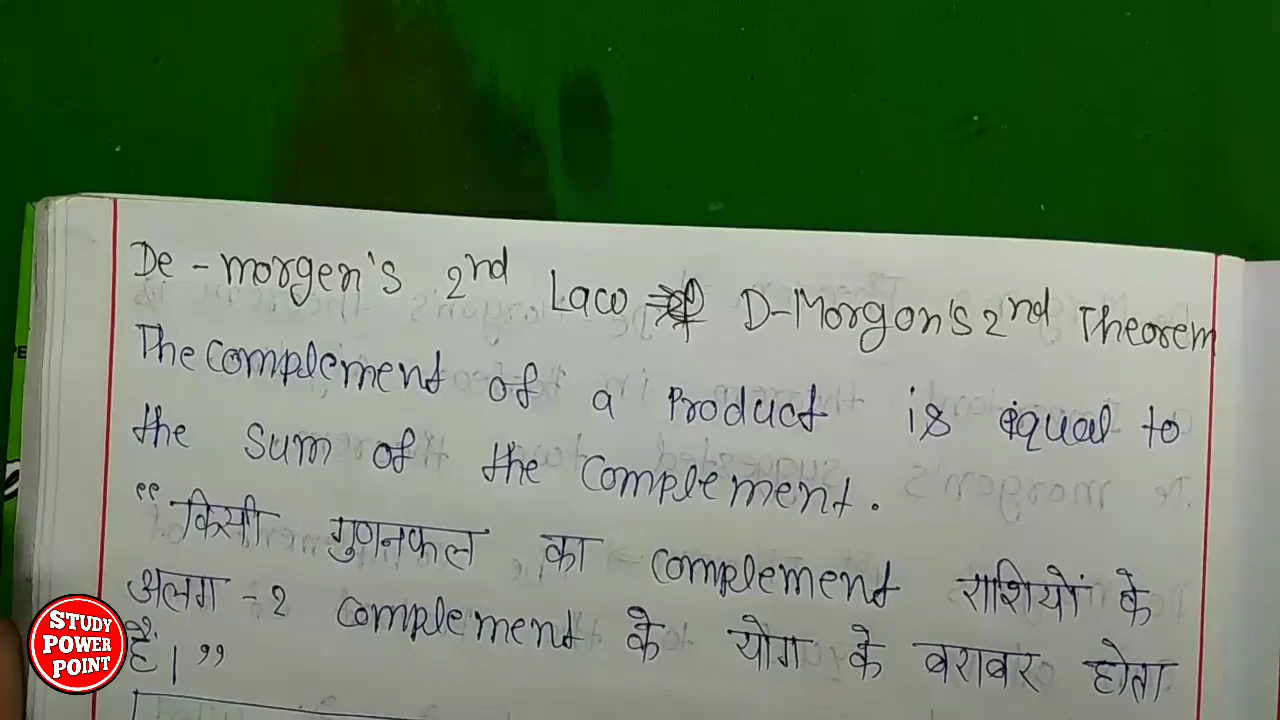 De-morgen's 2nd Law ⇒ D-Morgon's 2nd Theorem
The Complement of a Product is equal to
the sum of the Complement.
“किसी गुणनफल का complement राशियों के
अलग-2 complement के योग के बराबर होता
है।”
STUDY
POWER
POINT